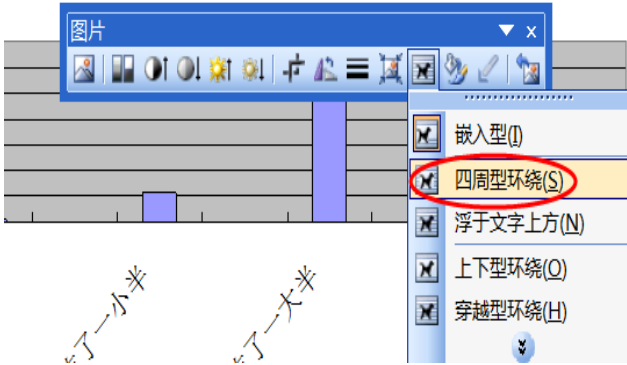 图片
嵌入型(I)
四周型环绕(S)
浮于文字上方(N)
上下型环绕(O)
穿越型环绕(H)
了一小半
了一大半